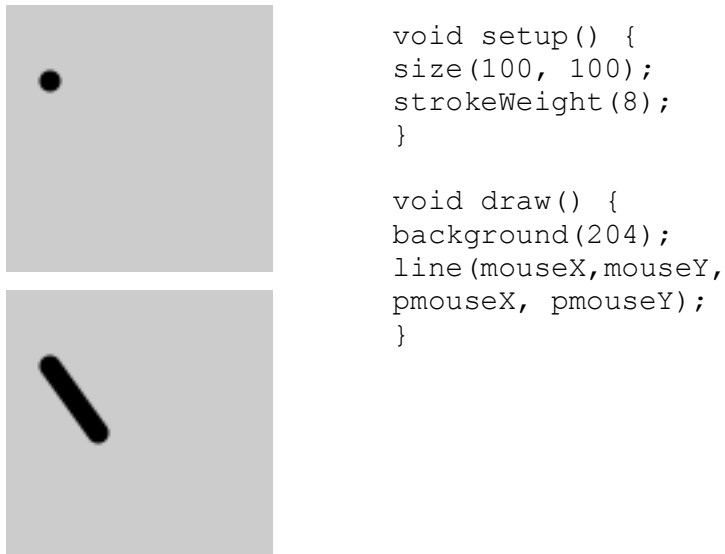 void setup() {
size(100, 100);
strokeWeight(8);
}
void draw() {
background(204);
line(mouseX,mouseY,
pmouseX, pmouseY);
}